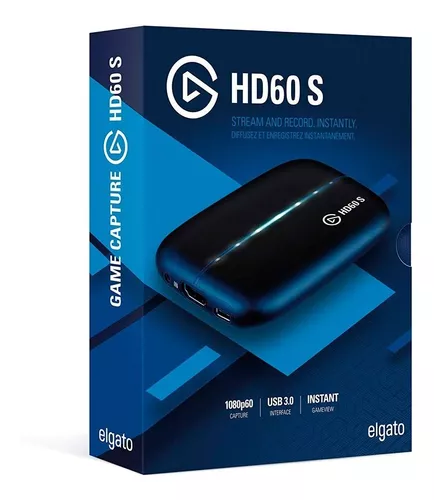 GAME CAPTURE HD60 S
elgato
HD60 S
STREAM AND RECORD. INSTANTLY.
DIFFUSEZ ET ENREGISTREZ INSTANTANÉMENT.
HD60 S
1080p60
CAPTURE
USB 3.0
INTERFACE
INSTANT
GAMEVIEW
elgato